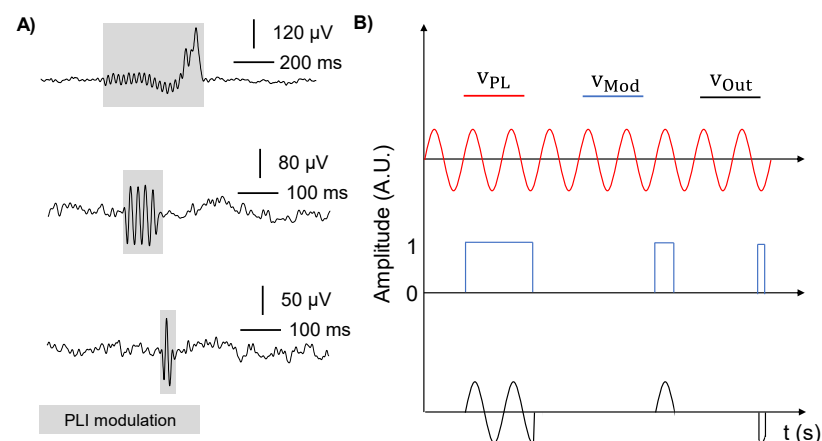 A)
120 µV
200 ms
80 µV
100 ms
50 µV
100 ms
PLI modulation
B)
vPL
vMod
vOut
Amplitude (A.U.)
1
0
t (s)